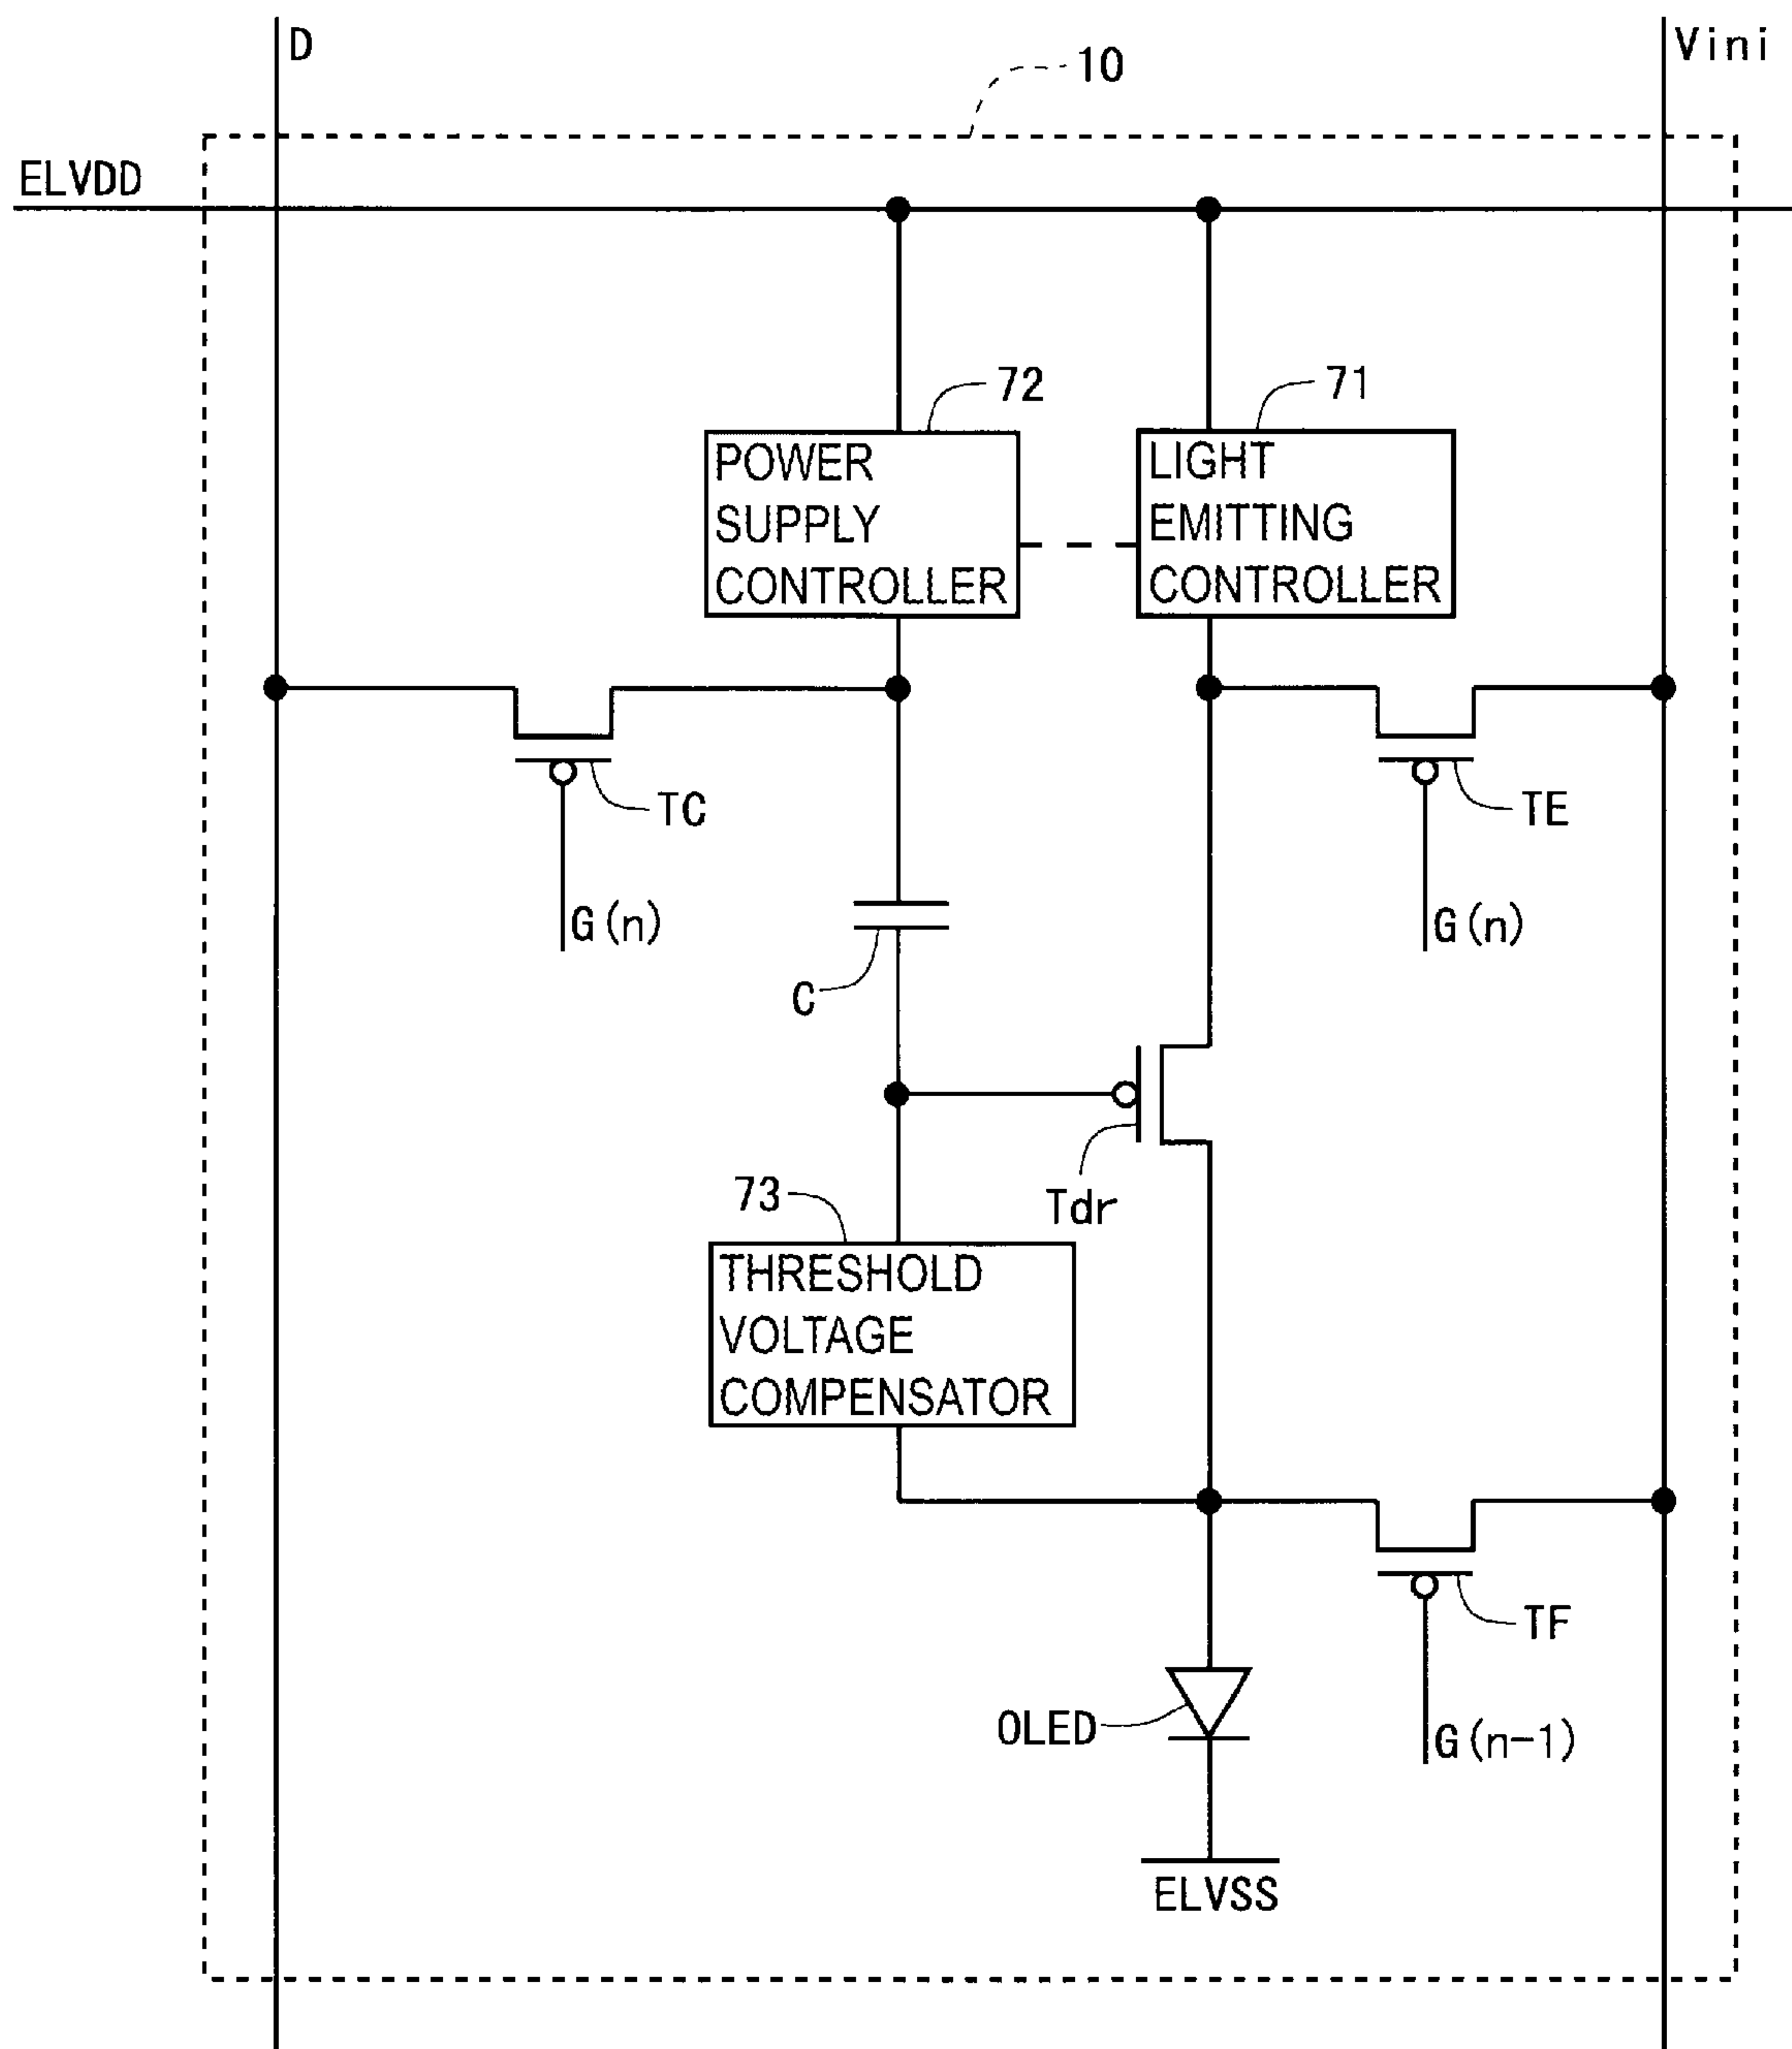 D
Vini
10
ELVDD
72
71
POWER
SUPPLY
CONTROLLER
LIGHT
EMITTING
CONTROLLER
TC
TE
G(n)
G(n)
C
Tdr
73
THRESHOLD
VOLTAGE
COMPENSATOR
TF
OLED
G(n-1)
ELVSS